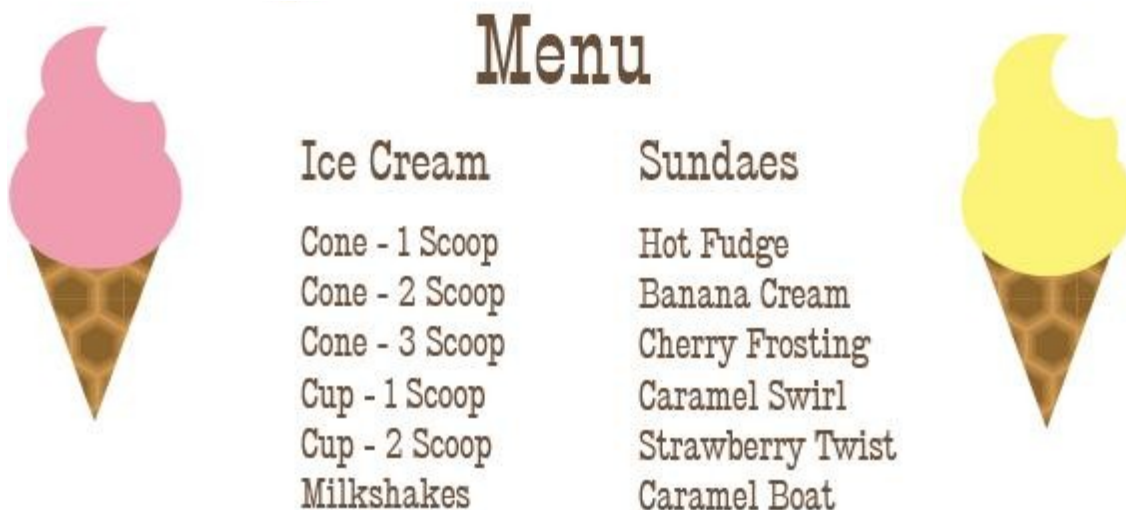 Menu
Ice Cream
Cone - 1 Scoop
Cone - 2 Scoop
Cone - 3 Scoop
Cup - 1 Scoop
Cup - 2 Scoop
Milkshakes
Sundaes
Hot Fudge
Banana Cream
Cherry Frosting
Caramel Swirl
Strawberry Twist
Caramel Boat